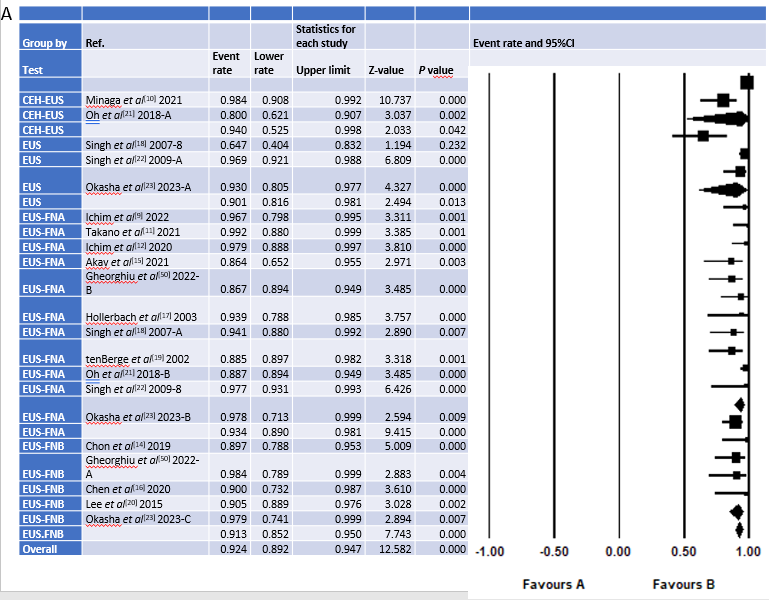 A
Statistics for
Group by Ref. each study Event rate and 95%CI
Event Lower
Test rate rate Upper limit Z-value P value
CEH-EUS Minaga et al[10] 2021 0.984 0.908 0.992 10.737 0.000
CEH-EUS Oh et al[21] 2018-A 0.800 0.621 0.907 3.037 0.002
CEH-EUS 0.940 0.525 0.998 2.033 0.042
EUS Singh et al[18] 2007-8 0.647 0.404 0.832 1.194 0.232
EUS Singh et al[22] 2009-A 0.969 0.921 0.988 6.809 0.000
EUS Okasha et al[23] 2023-A 0.930 0.805 0.977 4.327 0.000
EUS 0.901 0.816 0.981 2.494 0.013
EUS-FNA Ichim et al[9] 2022 0.967 0.798 0.995 3.311 0.001
EUS-FNA Takano et al[11] 2021 0.992 0.880 0.999 3.385 0.001
EUS-FNA Ichim et al[12] 2020 0.979 0.888 0.997 3.810 0.000
EUS-FNA Akay et al[15] 2021 0.864 0.652 0.955 2.971 0.003
Gheorghiu et al[50] 2022-
EUS-FNA B 0.867 0.894 0.949 3.485 0.000
EUS-FNA Hollerbach et al[17] 2003 0.939 0.788 0.985 3.757 0.000
EUS-FNA Singh et al[18] 2007-A 0.941 0.880 0.992 2.890 0.007
EUS-FNA tenBerge et al[19] 2002 0.885 0.897 0.982 3.318 0.001
EUS-FNA Oh et al[21] 2018-B 0.887 0.894 0.949 3.485 0.000
EUS-FNA Singh et al[22] 2009-8 0.977 0.931 0.993 6.426 0.000
EUS-FNA Okasha et al[23] 2023-B 0.978 0.713 0.999 2.594 0.009
EUS-FNA 0.934 0.890 0.981 9.415 0.000
EUS-FNB Chon et al[14] 2019 0.897 0.788 0.953 5.009 0.000
Gheorghiu et al[50] 2022-
EUS-FNB A 0.984 0.789 0.999 2.883 0.004
EUS-FNB Chen et al[16] 2020 0.900 0.732 0.987 3.610 0.000
EUS-FNB Lee et al[20] 2015 0.905 0.889 0.976 3.028 0.002
EUS-FNB Okasha et al[23] 2023-C 0.979 0.741 0.999 2.894 0.007
EUS.FNB 0.913 0.852 0.950 7.743 0.000
Overall 0.924 0.892 0.947 12.582 0.000
-1.00 -0.50 0.00 0.50 1.00
Favours A Favours B